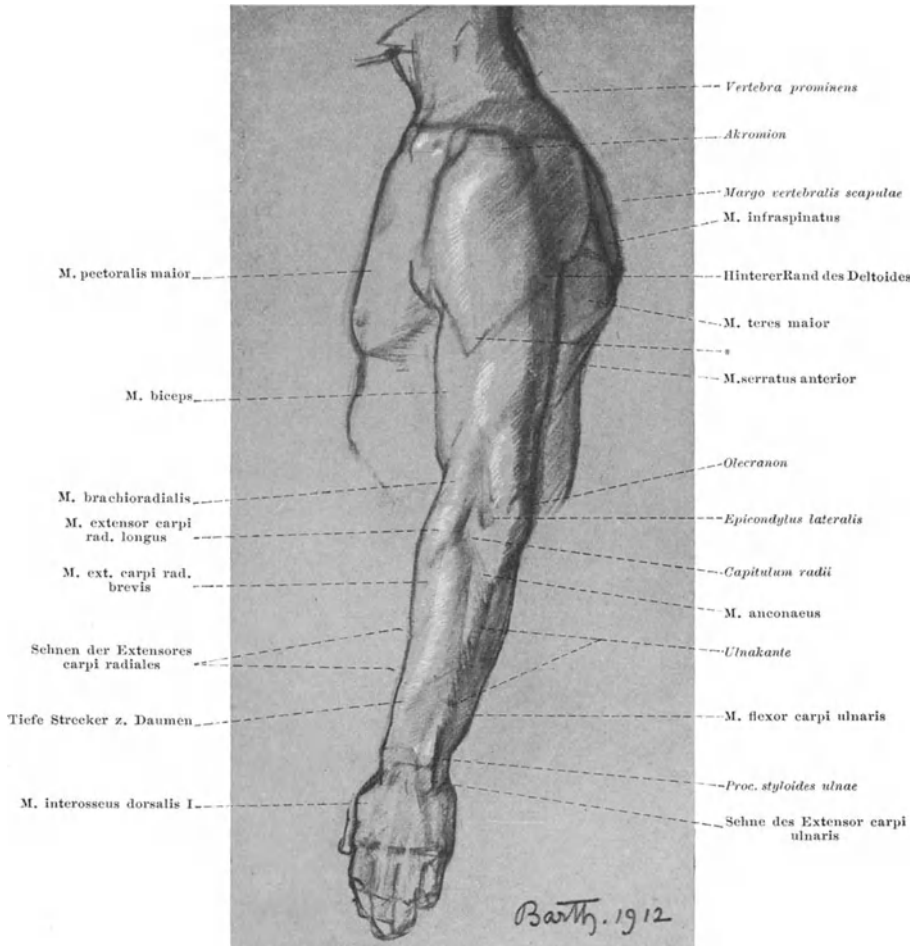 Vertebra prominens
Akromion
Margo vertebralis scapulae
M. infraspinatus
M. pectoralis maior
HintererRand des Deltoides
M. teres maior
*
M.serratus anterior
M. biceps
Olecranon
M. brachioradialis
Epicondylus lateralis
M. extensor carpi
rad. longus
Capitulum radii
M. ext. carpi rad.
brevis
M. anconaeus
Sehnen der Extensores
carpi radiales
Ulnakante
Tiefe Strecker z. Daumen
M. flexor carpi ulnaris
Proc. styloides ulnae
M. interosseus dorsalis I
Sehne des Extensor carpi
ulnaris
Barth. 1912